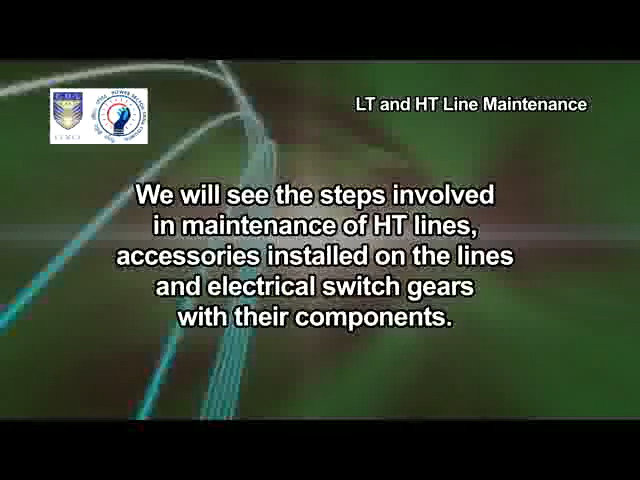 LT and HT Line Maintenance
We will see the steps involved
in maintenance of HT lines,
accessories installed on the lines
and electrical switch gears
with their components.